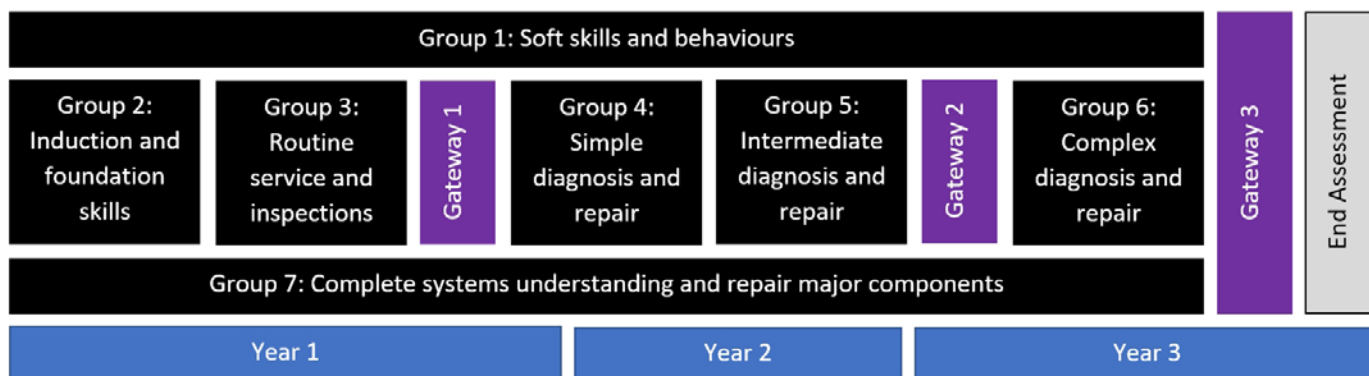 Group 1: Soft skills and behaviours
Group 2:
Induction and
foundation
skills
Group 3:
Routine
service and
inspections
Gateway 1
Group 4:
Simple
diagnosis and
repair
Group 5:
Intermediate
diagnosis and
repair
Gateway 2
Group 6:
Complex
diagnosis and
repair
Gateway 3
End Assessment
Group 7: Complete systems understanding and repair major components
Year 1
Year 2
Year 3